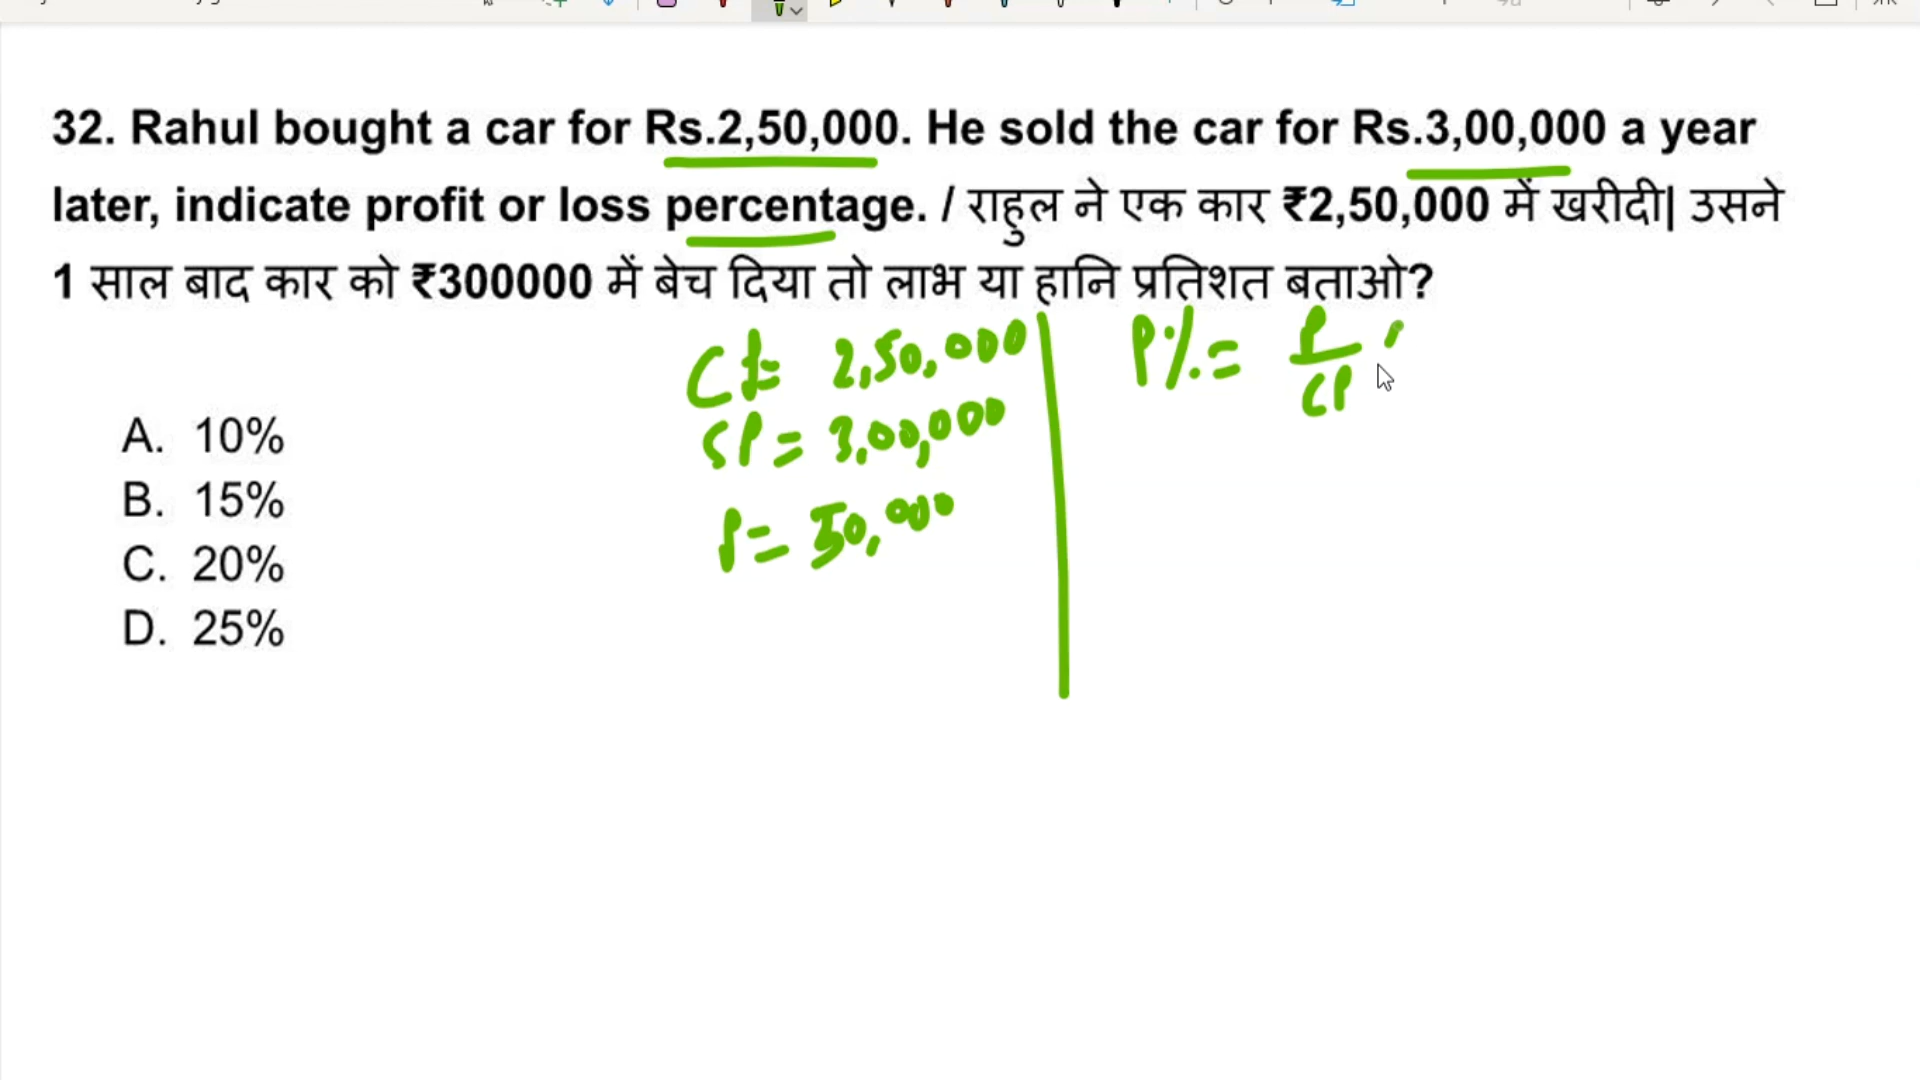 32. Rahul bought a car for Rs.2,50,000. He sold the car for Rs.3,00,000 a year
later, indicate profit or loss percentage. / राहुल ने एक कार ₹2,50,000 में खरीदी| उसने
1 साल बाद कार को ₹300000 में बेच दिया तो लाभ या हानि प्रतिशत बताओ?
A. 10%
B. 15%
C. 20%
D. 25%
CP= 2,50,000
SP = 3,00,000
P= 50,000
P%.= P/CP